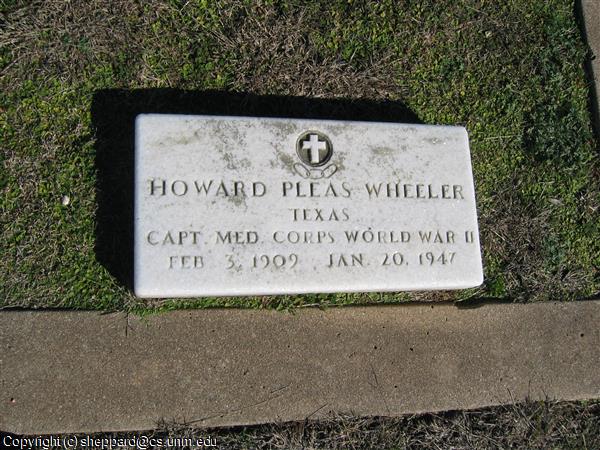 HOWARD PLEAS WHEELER
TEXAS
CAPT. MED. CORPS WORLD WAR II
FEB 3, 1909 JAN. 20, 1947
Copyright (c) sheppard@cs.unm.edu